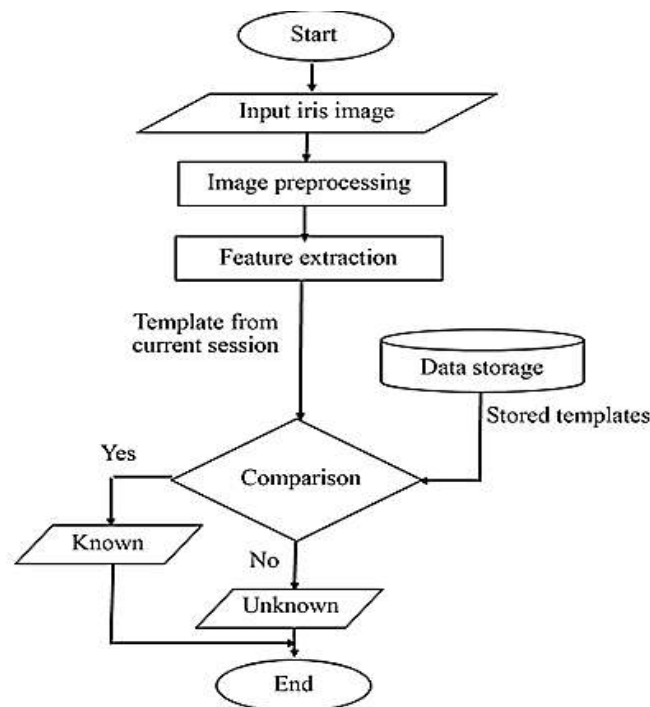 Start
Input iris image
Image preprocessing
Feature extraction
Template from
current session
Data storage
Stored templates
Yes
Comparison
Known
No
Unknown
End